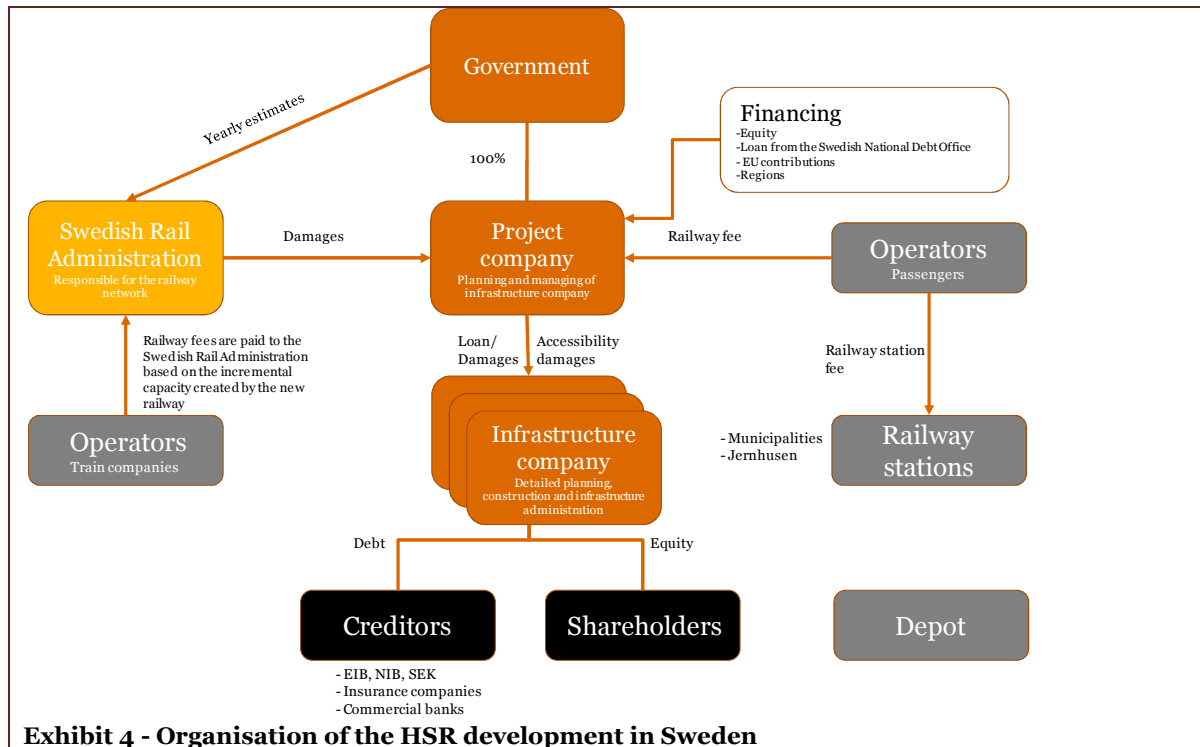 Government
Yearly estimates
100%
Financing
-Equity
-Loan from the Swedish National Debt Office
- EU contributions
- Regions
Swedish Rail
Administration
Responsible for the railway
network
Damages
Project
company
Planning and managing of
infrastructure company
Railway fee
Operators
Passengers
Railway fees are paid to the
Swedish Rail Administration
based on the incremental
capacity created by the new
railway
Loan/
Damages
Accessibility
damages
Railway station
fee
Operators
Train companies
Infrastructure
company
Detailed planning,
construction and infrastructure
administration
- Municipalities
- Jernhusen
Railway
stations
Debt
Equity
Creditors
Shareholders
Depot
- EIB, NIB, SEK
- Insurance companies
- Commercial banks
Exhibit 4 - Organisation of the HSR development in Sweden